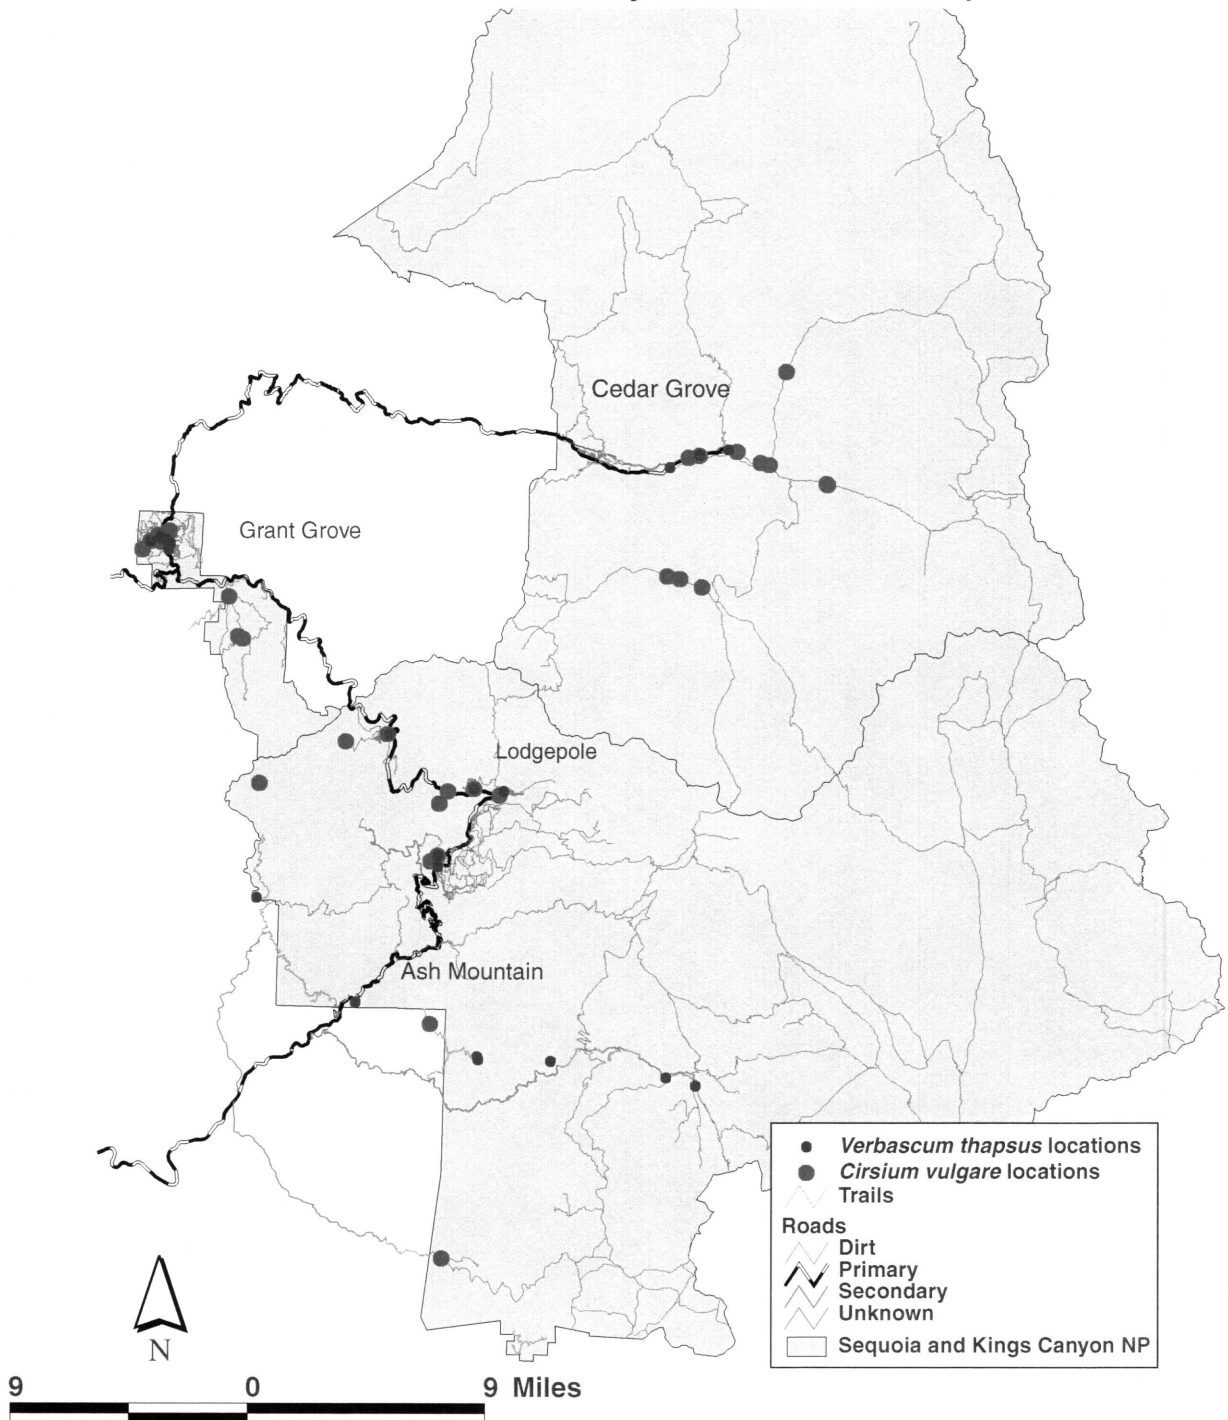 Cedar Grove
Grant Grove
Lodgepole
Ash Mountain
Verbascum thapsus locations
Cirsium vulgare locations
Trails
Roads
Dirt
Primary
Secondary
Unknown
Sequoia and Kings Canyon NP
N
9 0 9 Miles